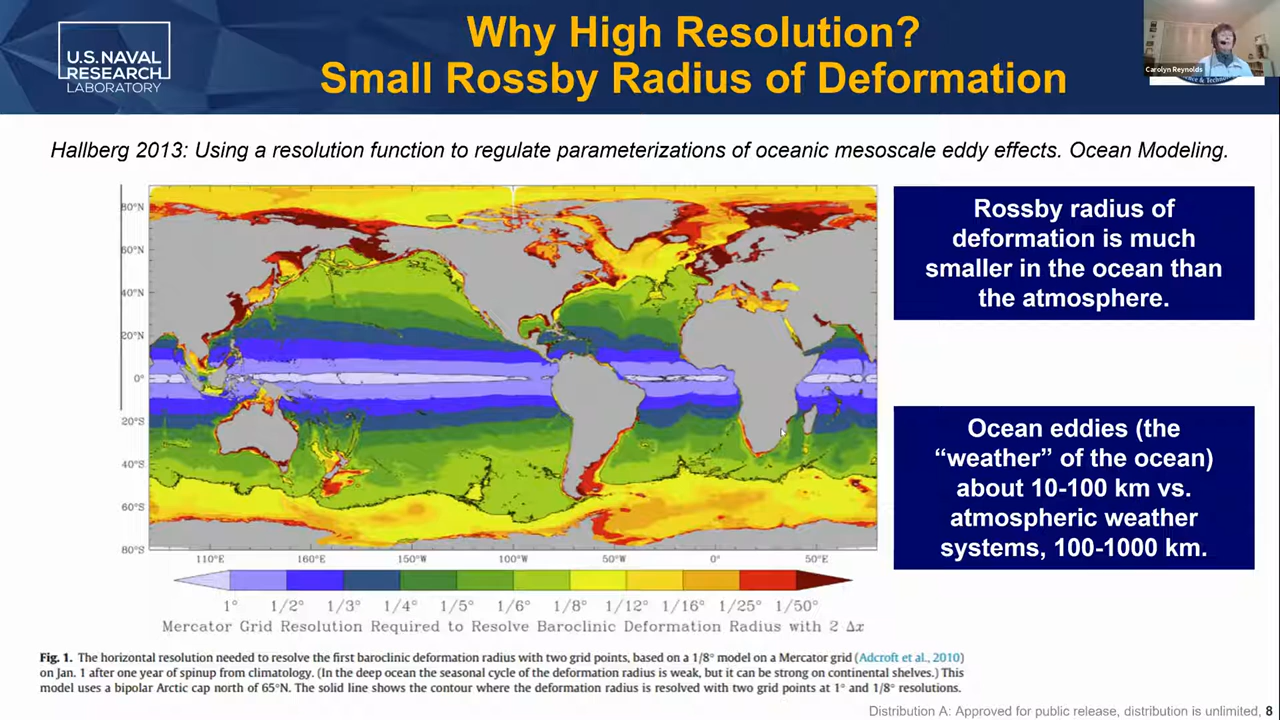 U.S. NAVAL
RESEARCH
LABORATORY
Why High Resolution?
Small Rossby Radius of Deformation
Carolyn Reynolds
Hallberg 2013: Using a resolution function to regulate parameterizations of oceanic mesoscale eddy effects. Ocean Modeling.
80°N
60°N
40°N
20°N
0°
20°S
40°S
60°S
80°S
110°E 160°E 150°W 100°W 50°W 0° 50°E
1° 1/2° 1/3° 1/4° 1/5° 1/6° 1/8° 1/12° 1/16° 1/25° 1/50°
Mercator Grid Resolution Required to Resolve Baroclinic Deformation Radius with 2 Δx
Rossby radius of
deformation is much
smaller in the ocean than
the atmosphere.
Ocean eddies (the
“weather” of the ocean)
about 10-100 km vs.
atmospheric weather
systems, 100-1000 km.
Fig. 1. The horizontal resolution needed to resolve the first baroclinic deformation radius with two grid points, based on a 1/8° model on a Mercator grid (Adcroft et al., 2010)
on Jan. 1 after one year of spinup from climatology. (In the deep ocean the seasonal cycle of the deformation radius is weak, but it can be strong on continental shelves.) This
model uses a bipolar Arctic cap north of 65°N. The solid line shows the contour where the deformation radius is resolved with two grid points at 1° and 1/8° resolutions.
Distribution A: Approved for public release, distribution is unlimited, 8